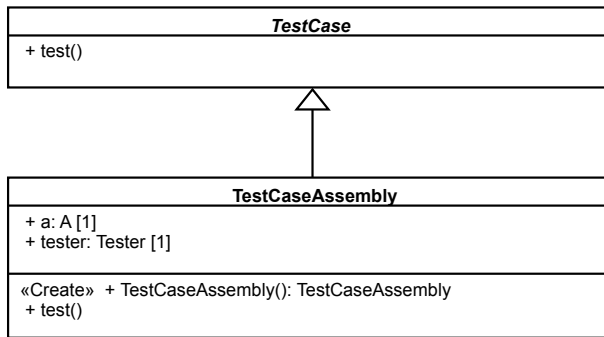 TestCase
+ test()
TestCaseAssembly
+ a: A [1]
+ tester: Tester [1]
«Create» + TestCaseAssembly(): TestCaseAssembly
+ test()